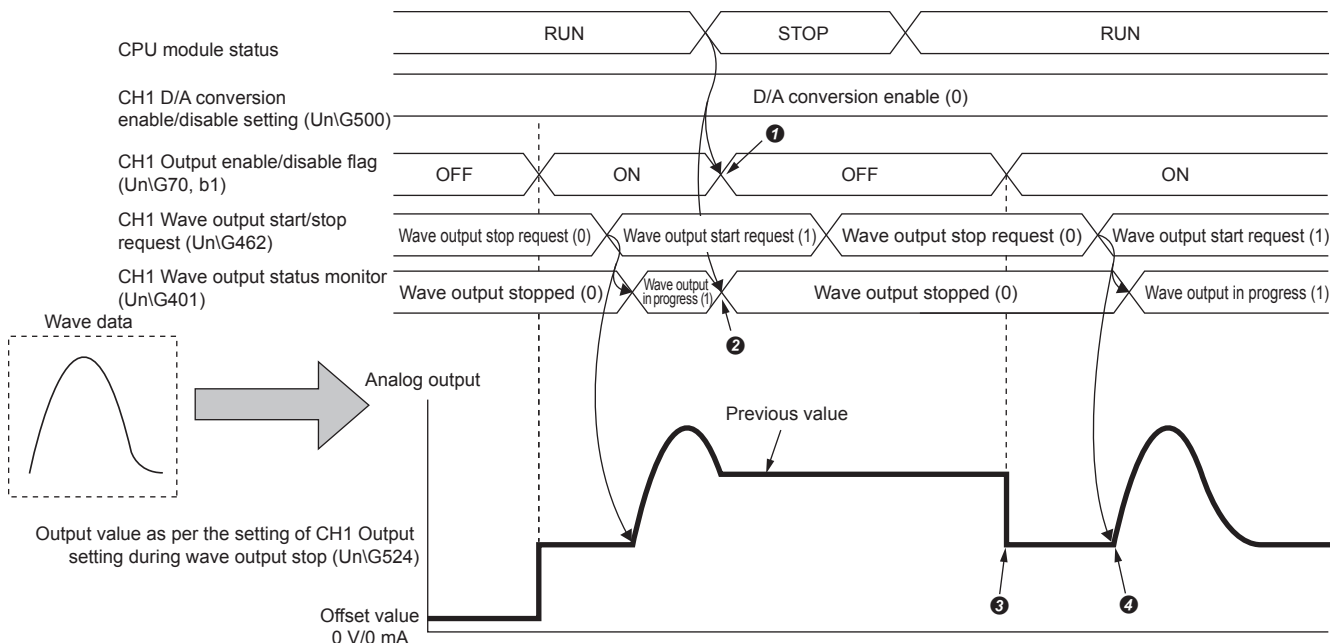 CPU module status
RUN
STOP
RUN
CH1 D/A conversion
enable/disable setting (Un\G500)
D/A conversion enable (0)
❶
CH1 Output enable/disable flag
(Un\G70, b1)
OFF
ON
OFF
ON
CH1 Wave output start/stop
request (Un\G462)
Wave output stop request (0)
Wave output start request (1)
Wave output stop request (0)
Wave output start request (1)
CH1 Wave output status monitor
(Un\G401)
Wave output stopped (0)
Wave output
in progress (1)
Wave output stopped (0)
Wave output in progress (1)
❷
Wave data
Analog output
Previous value
Output value as per the setting of CH1 Output
setting during wave output stop (Un\G524)
❸
❹
Offset value
0 V/0 mA